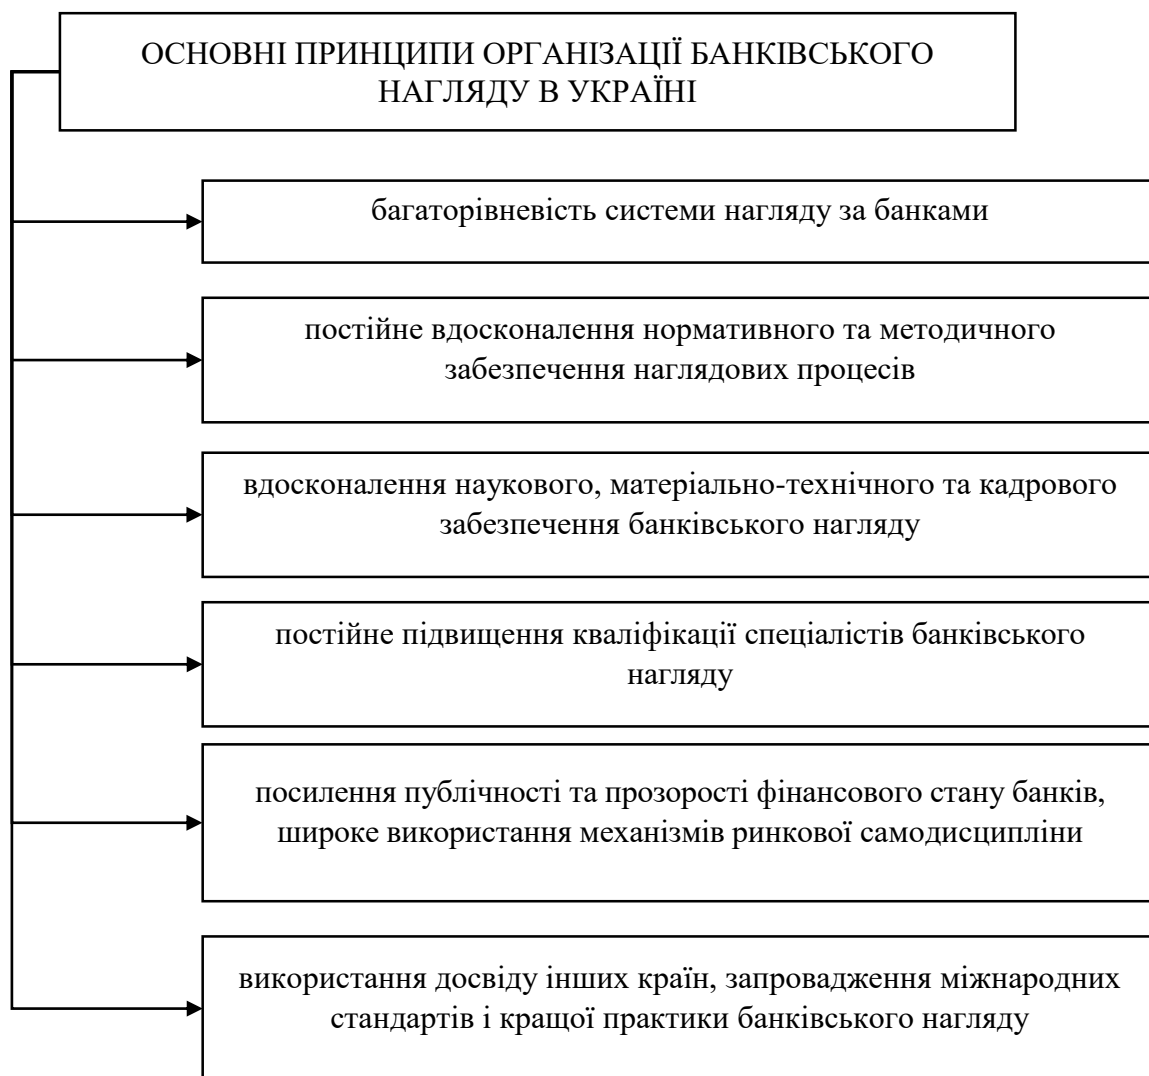 ОСНОВНІ ПРИНЦИПИ ОРГАНІЗАЦІЇ БАНКІВСЬКОГО
НАГЛЯДУ В УКРАЇНІ
багаторівневість системи нагляду за банками
постійне вдосконалення нормативного та методичного
забезпечення наглядових процесів
вдосконалення наукового, матеріально-технічного та кадрового
забезпечення банківського нагляду
постійне підвищення кваліфікації спеціалістів банківського
нагляду
посилення публічності та прозорості фінансового стану банків,
широке використання механізмів ринкової самодисципліни
використання досвіду інших країн, запровадження міжнародних
стандартів і кращої практики банківського нагляду